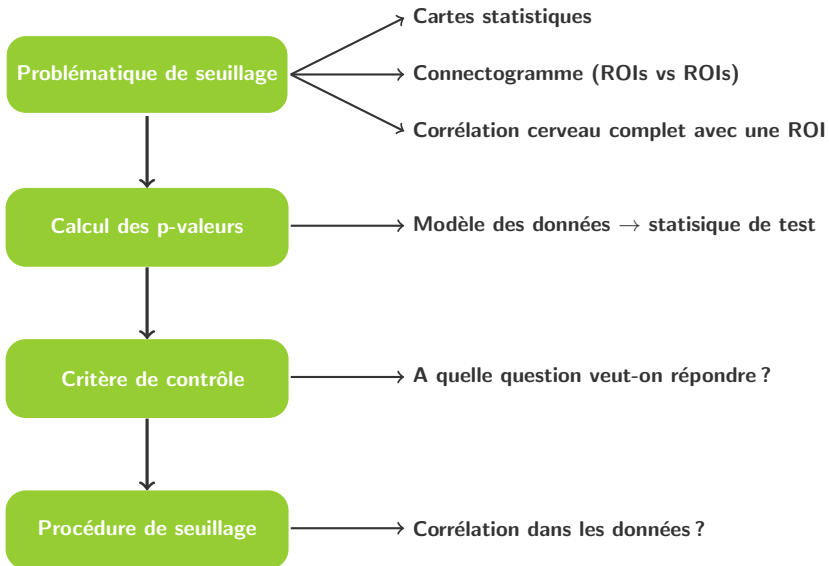 Cartes statistiques
Problématique de seuillage
Connectogramme (ROIs vs ROIs)
Corrélation cerveau complet avec une ROI
Calcul des p-valeurs
Modèle des données → statisique de test
Critère de contrôle
A quelle question veut-on répondre ?
Procédure de seuillage
Corrélation dans les données ?